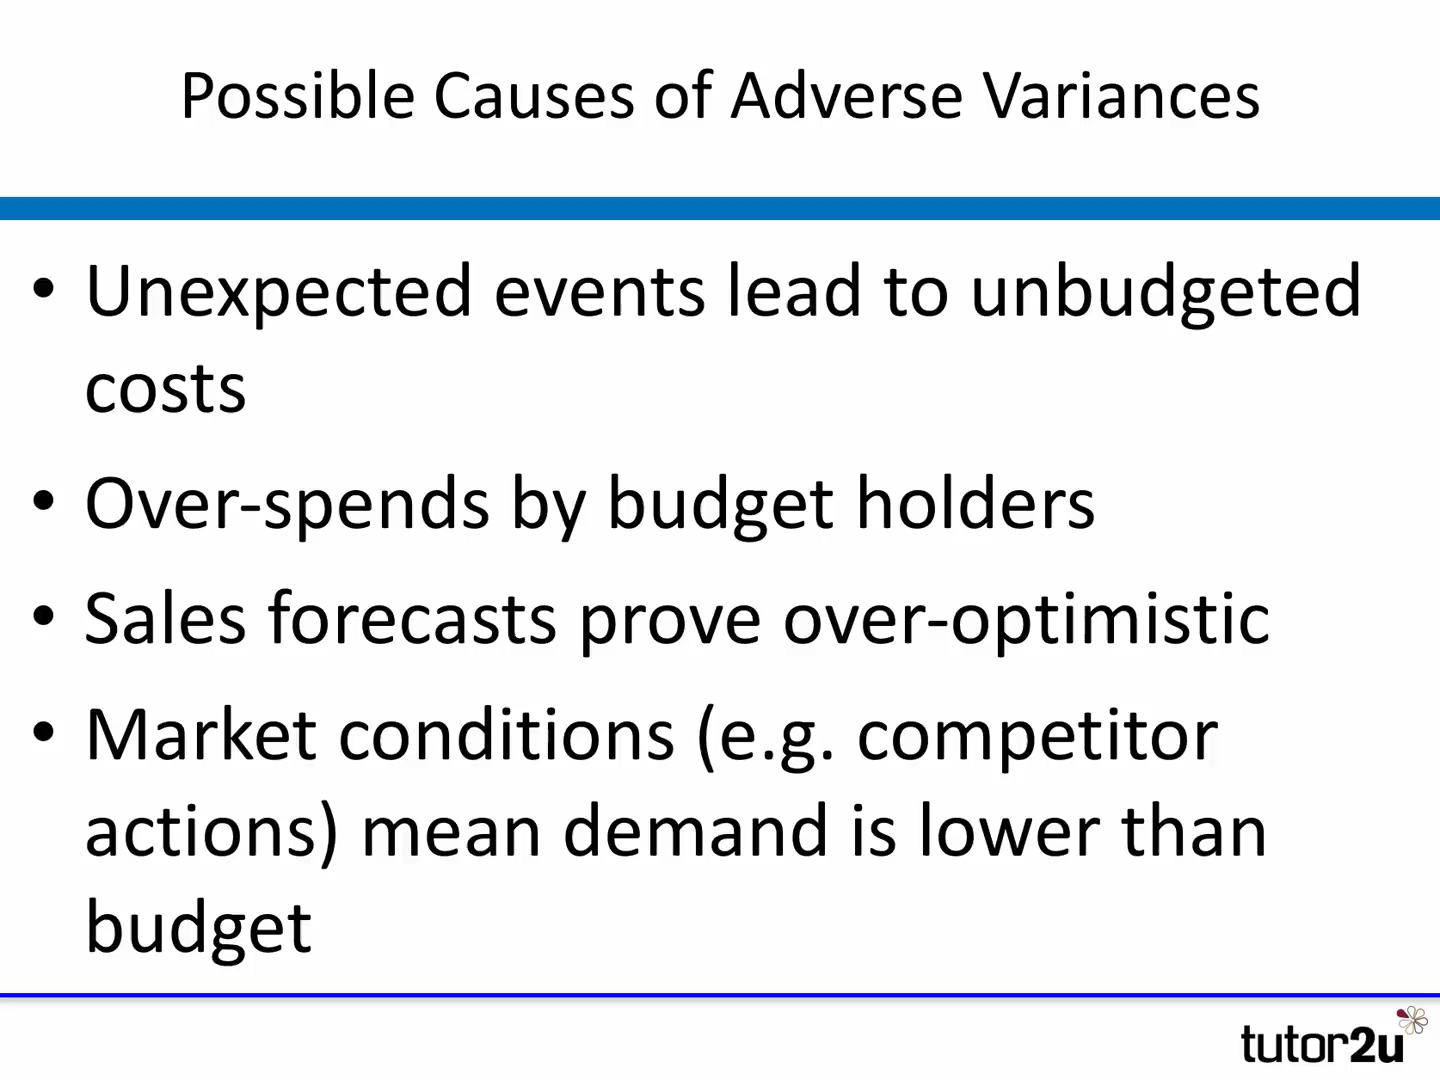 Possible Causes of Adverse Variances
• Unexpected events lead to unbudgeted
costs
• Over-spends by budget holders
• Sales forecasts prove over-optimistic
• Market conditions (e.g. competitor
actions) mean demand is lower than
budget
tutor2u